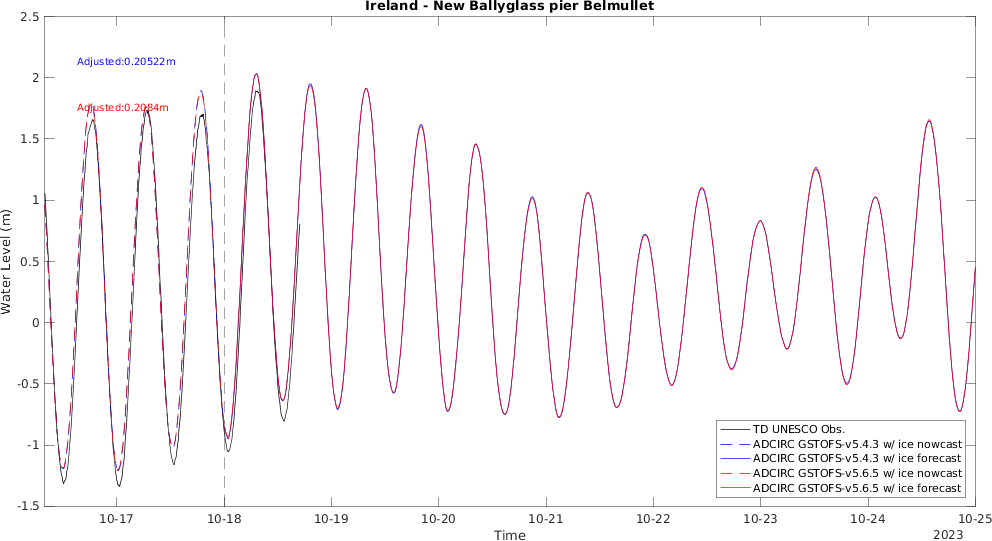 Ireland - New Ballyglass pier Belmullet
2.5
2
1.5
1
0.5
0
-0.5
-1
-1.5
Water Level (m)
Adjusted:0.20522m
Adjusted:0.2084m
TD UNESCO Obs.
ADCIRC GSTOFS-v5.4.3 w/ ice nowcast
ADCIRC GSTOFS-v5.4.3 w/ ice forecast
ADCIRC GSTOFS-v5.6.5 w/ ice nowcast
ADCIRC GSTOFS-v5.6.5 w/ ice forecast
10-17 10-18 10-19 10-20 10-21 10-22 10-23 10-24 10-25
Time
2023